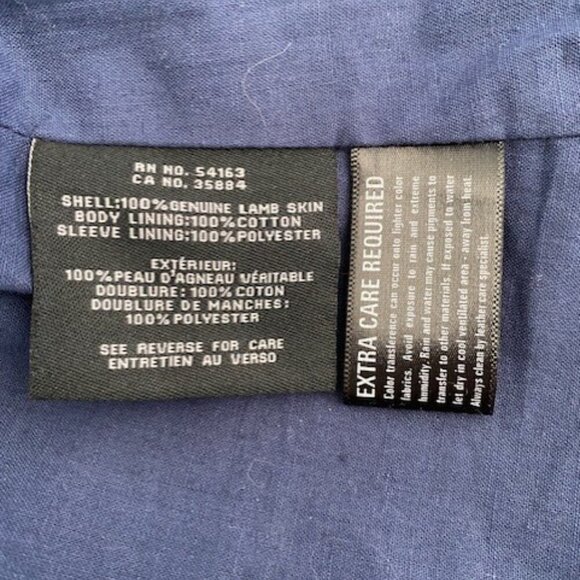 RN NO. 54163
CA NO. 35884
SHELL:100%GENUINE LAMB SKIN
BODY LINING:100%COTTON
SLEEVE LINING:100%POLYESTER
EXTÉRIEUR:
100%PEAU D'AGNEAU VÉRITABLE
DOUBLURE: 100% COTON
DOUBLURE DE MANCHES:
100% POLYESTER
SEE REVERSE FOR CARE
ENTRETIEN AU VERSO
EXTRA CARE REQUIRED
Color transference can occur onto lighter color
fabrics. Avoid exposure to rain and extreme
humidity. Rain and water may cause pigments to
transfer to other materials. If exposed to water
let dry in cool ventilated area - away from heat.
Always clean by leather care specialist.